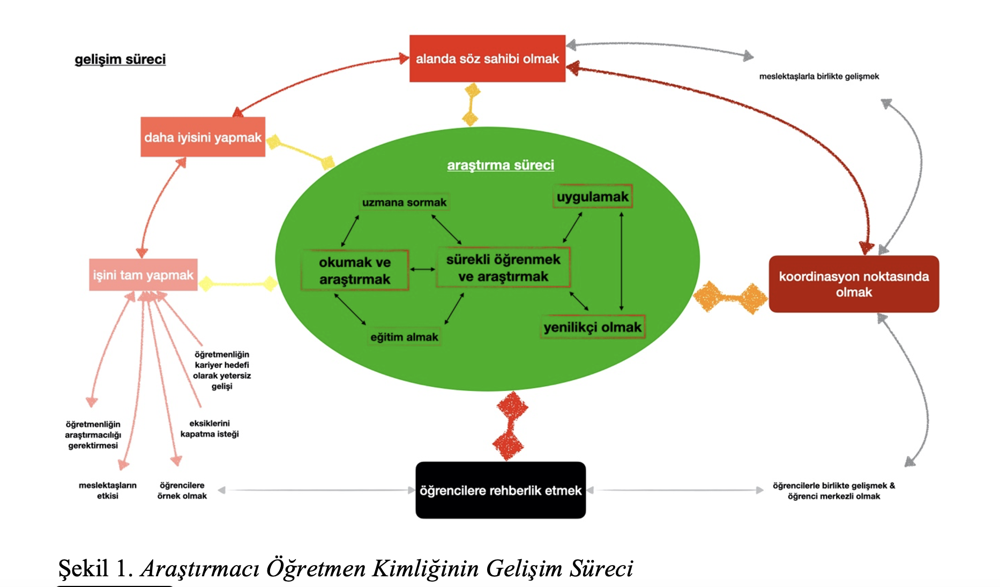 gelişim süreci
alanda söz sahibi olmak
meslektaşlarla birlikte gelişmek
daha iyisini yapmak
araştırma süreci
uzmana sormak
uygulamak
okumak ve
araştırmak
sürekli öğrenmek
ve araştırmak
eğitim almak
yenilikçi olmak
işini tam yapmak
koordinasyon noktasında
olmak
öğretmenliğin
kariyer hedefi
olarak yetersiz
gelişi
öğretmenliğin
araştırmacılığı
gerektirmesi
eksiklerini
kapatma isteği
meslektaşların
etkisi
öğrencilere
örnek olmak
öğrencilere rehberlik etmek
öğrencilerle birlikte gelişmek &
öğrenci merkezli olmak
Şekil 1. Araştırmacı Öğretmen Kimliğinin Gelişim Süreci